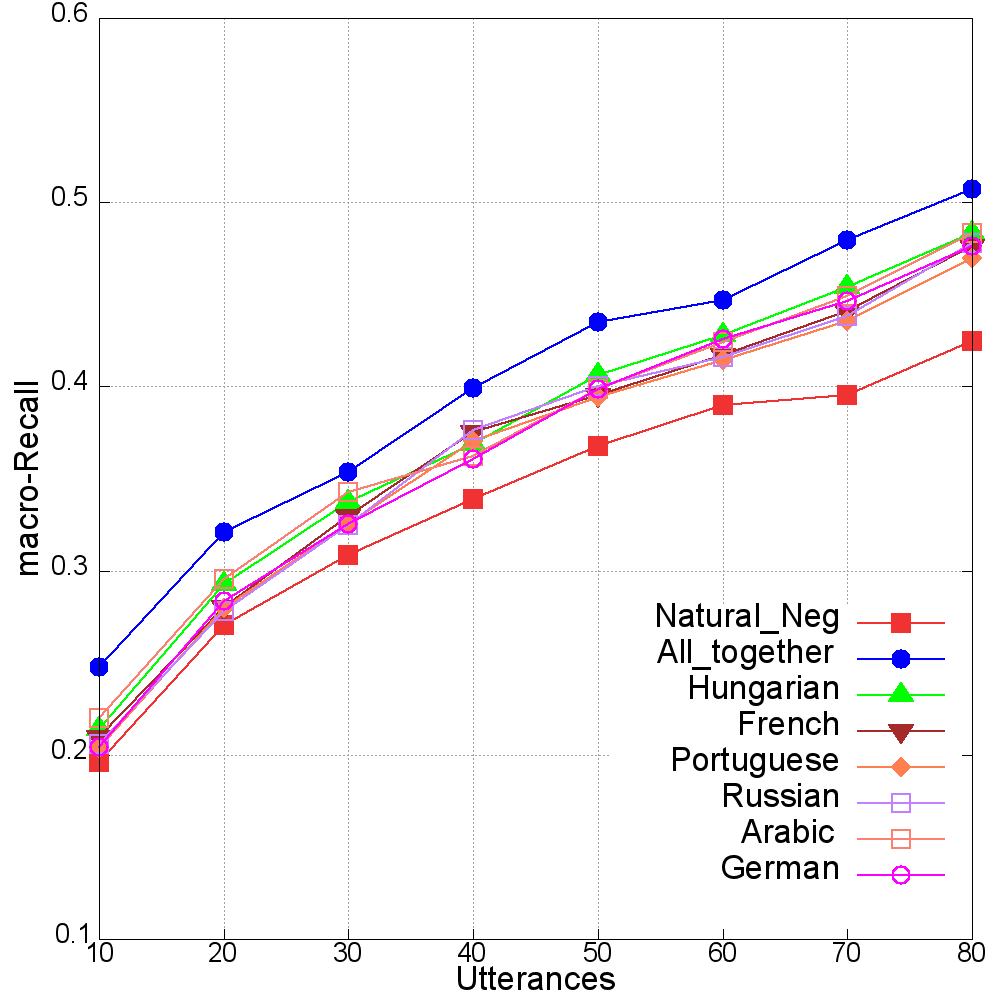 0.6
0.5
0.4
0.3
0.2
0.1
macro-Recall
10 20 30 40 50 60 70 80
Utterances
Natural_Neg
All_together
Hungarian
French
Portuguese
Russian
Arabic
German